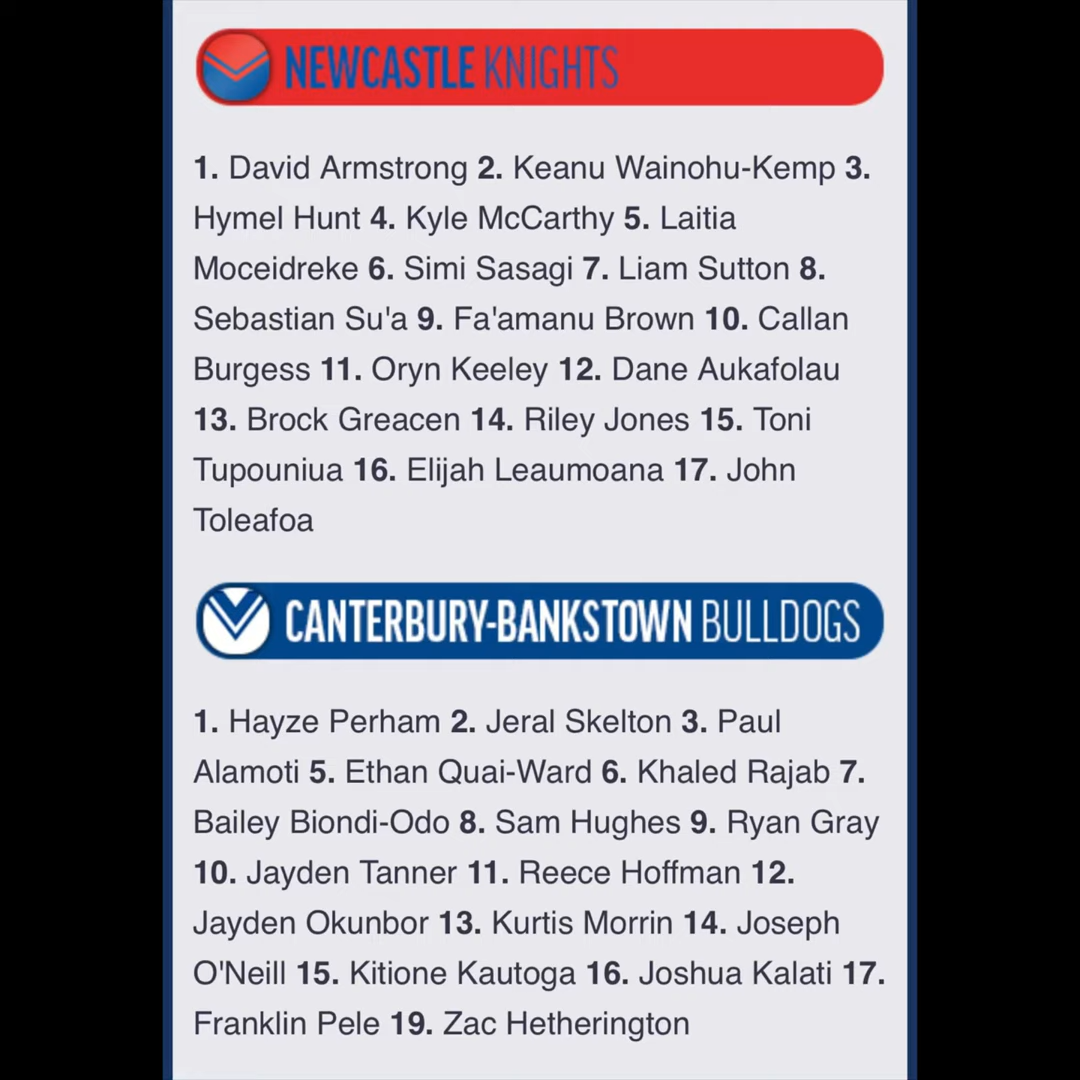 NEWCASTLE KNIGHTS
1. David Armstrong 2. Keanu Wainohu-Kemp 3.
Hymel Hunt 4. Kyle McCarthy 5. Laitia
Moceidreke 6. Simi Sasagi 7. Liam Sutton 8.
Sebastian Su'a 9. Fa'amanu Brown 10. Callan
Burgess 11. Oryn Keeley 12. Dane Aukafolau
13. Brock Greacen 14. Riley Jones 15. Toni
Tupouniua 16. Elijah Leaumoana 17. John
Toleafoa
CANTERBURY-BANKSTOWN BULLDOGS
1. Hayze Perham 2. Jeral Skelton 3. Paul
Alamoti 5. Ethan Quai-Ward 6. Khaled Rajab 7.
Bailey Biondi-Odo 8. Sam Hughes 9. Ryan Gray
10. Jayden Tanner 11. Reece Hoffman 12.
Jayden Okunbor 13. Kurtis Morrin 14. Joseph
O'Neill 15. Kitione Kautoga 16. Joshua Kalati 17.
Franklin Pele 19. Zac Hetherington